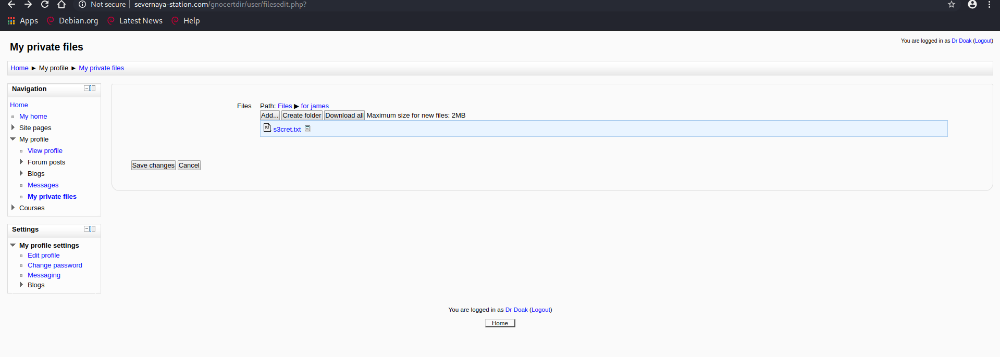 Not secure severnaya-station.com/gnocertdir/user/filesedit.php?
Apps Debian.org Latest News Help
My private files
You are logged in as Dr Doak (Logout)
Home ► My profile ► My private files
Navigation
Home
My home
Site pages
My profile
View profile
Forum posts
Blogs
Messages
My private files
Courses
Settings
My profile settings
Edit profile
Change password
Messaging
Blogs
Files Path: Files ▶ for james
Add... Create folder Download all Maximum size for new files: 2MB
s3cret.txt
Save changes Cancel
You are logged in as Dr Doak (Logout)
Home